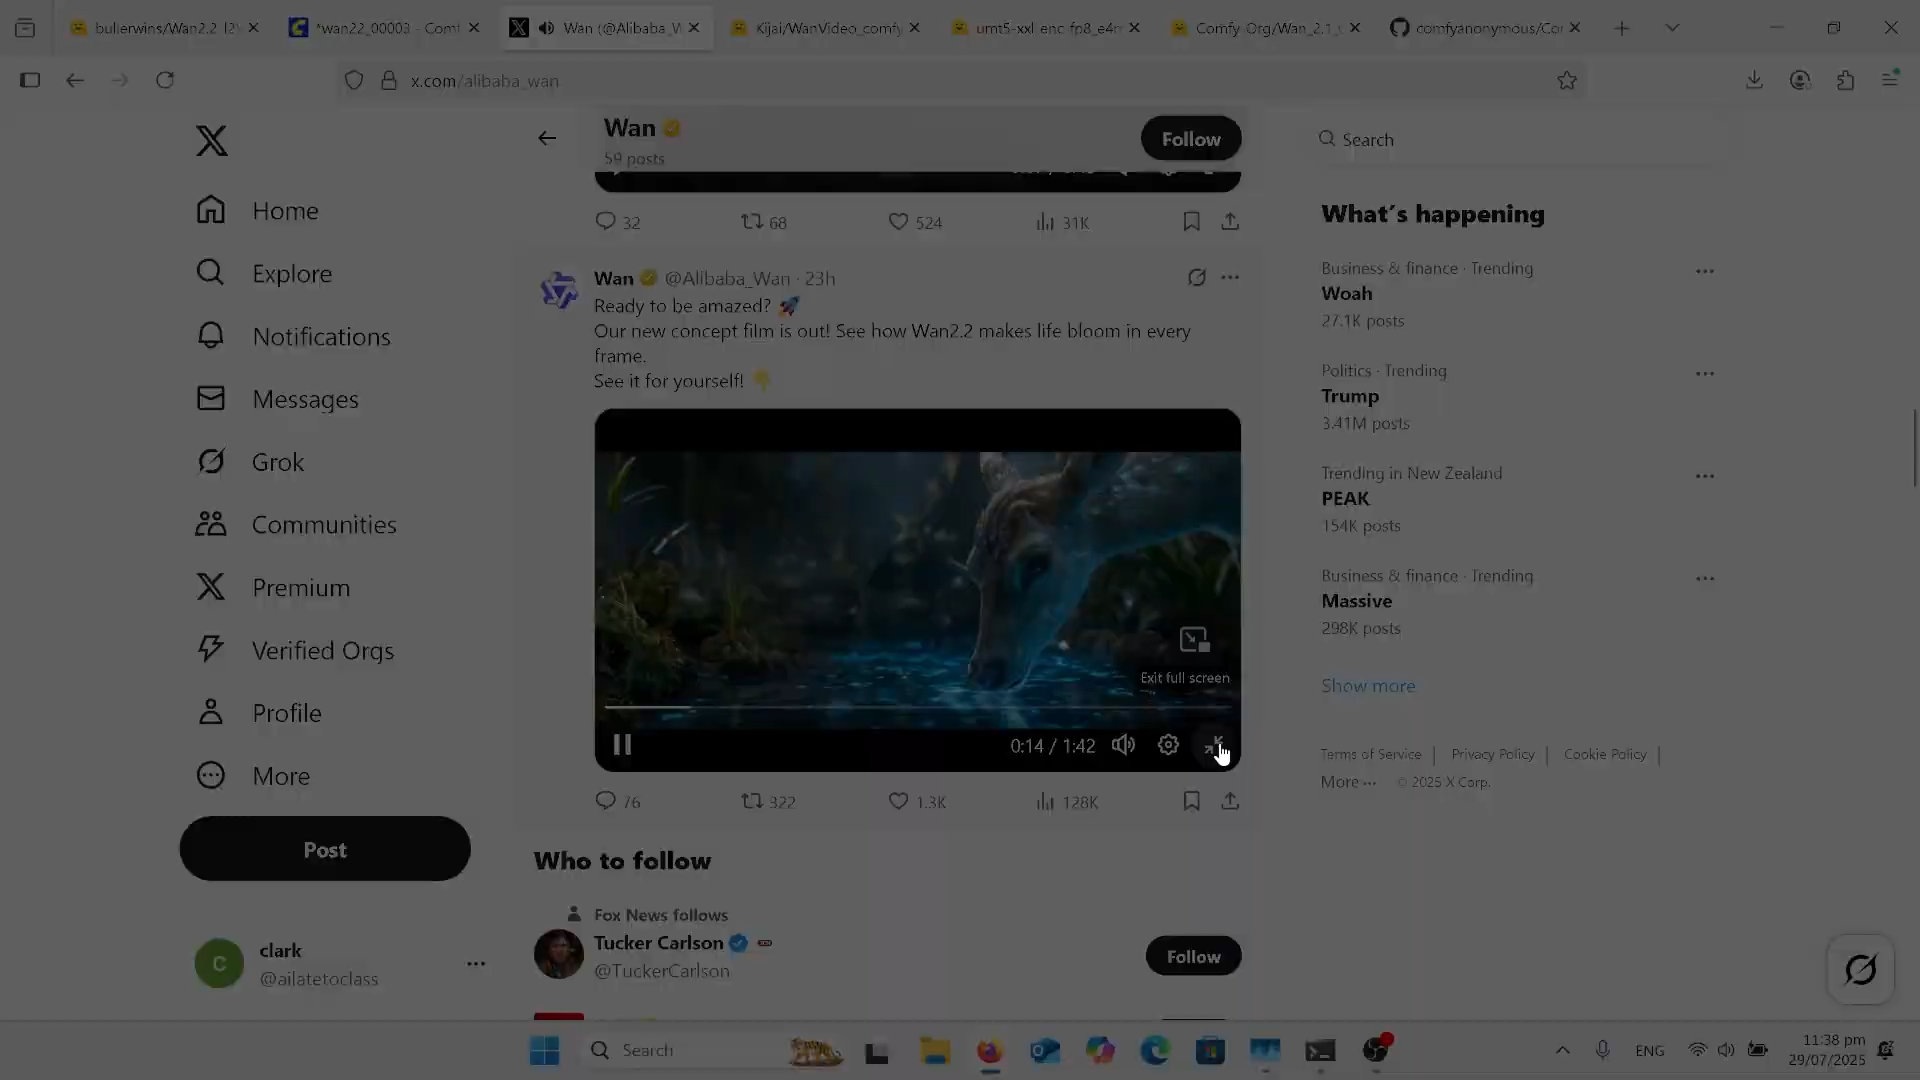 bullerwins/Wan2.2-I2V
*wan22_00003 - Comf
Wan (@Alibaba_W
Kijai/WanVideo_comfy
umt5-xxl-enc-fp8_e4m
Comfy-Org/Wan_2.1_
comfyanonymous/Com
x.com/alibaba_wan
Wan
59 posts
Follow
Search
Home
Explore
Notifications
Messages
Grok
Communities
Premium
Verified Orgs
Profile
More
Post
clark
@ailatetoclass
32
68
524
31K
Wan @Alibaba_Wan · 23h
Ready to be amazed? 🚀
Our new concept film is out! See how Wan2.2 makes life bloom in every
frame.
See it for yourself! 👇
Exit full screen
0:14 / 1:42
76
322
1.3K
128K
Who to follow
Fox News follows
Tucker Carlson
@TuckerCarlson
Follow
What's happening
Business & finance · Trending
Woah
27.1K posts
Politics · Trending
Trump
3.41M posts
Trending in New Zealand
PEAK
154K posts
Business & finance · Trending
Massive
298K posts
Show more
Terms of Service | Privacy Policy | Cookie Policy |
More ··· © 2025 X Corp.
Search
ENG
11:38 pm
29/07/2025